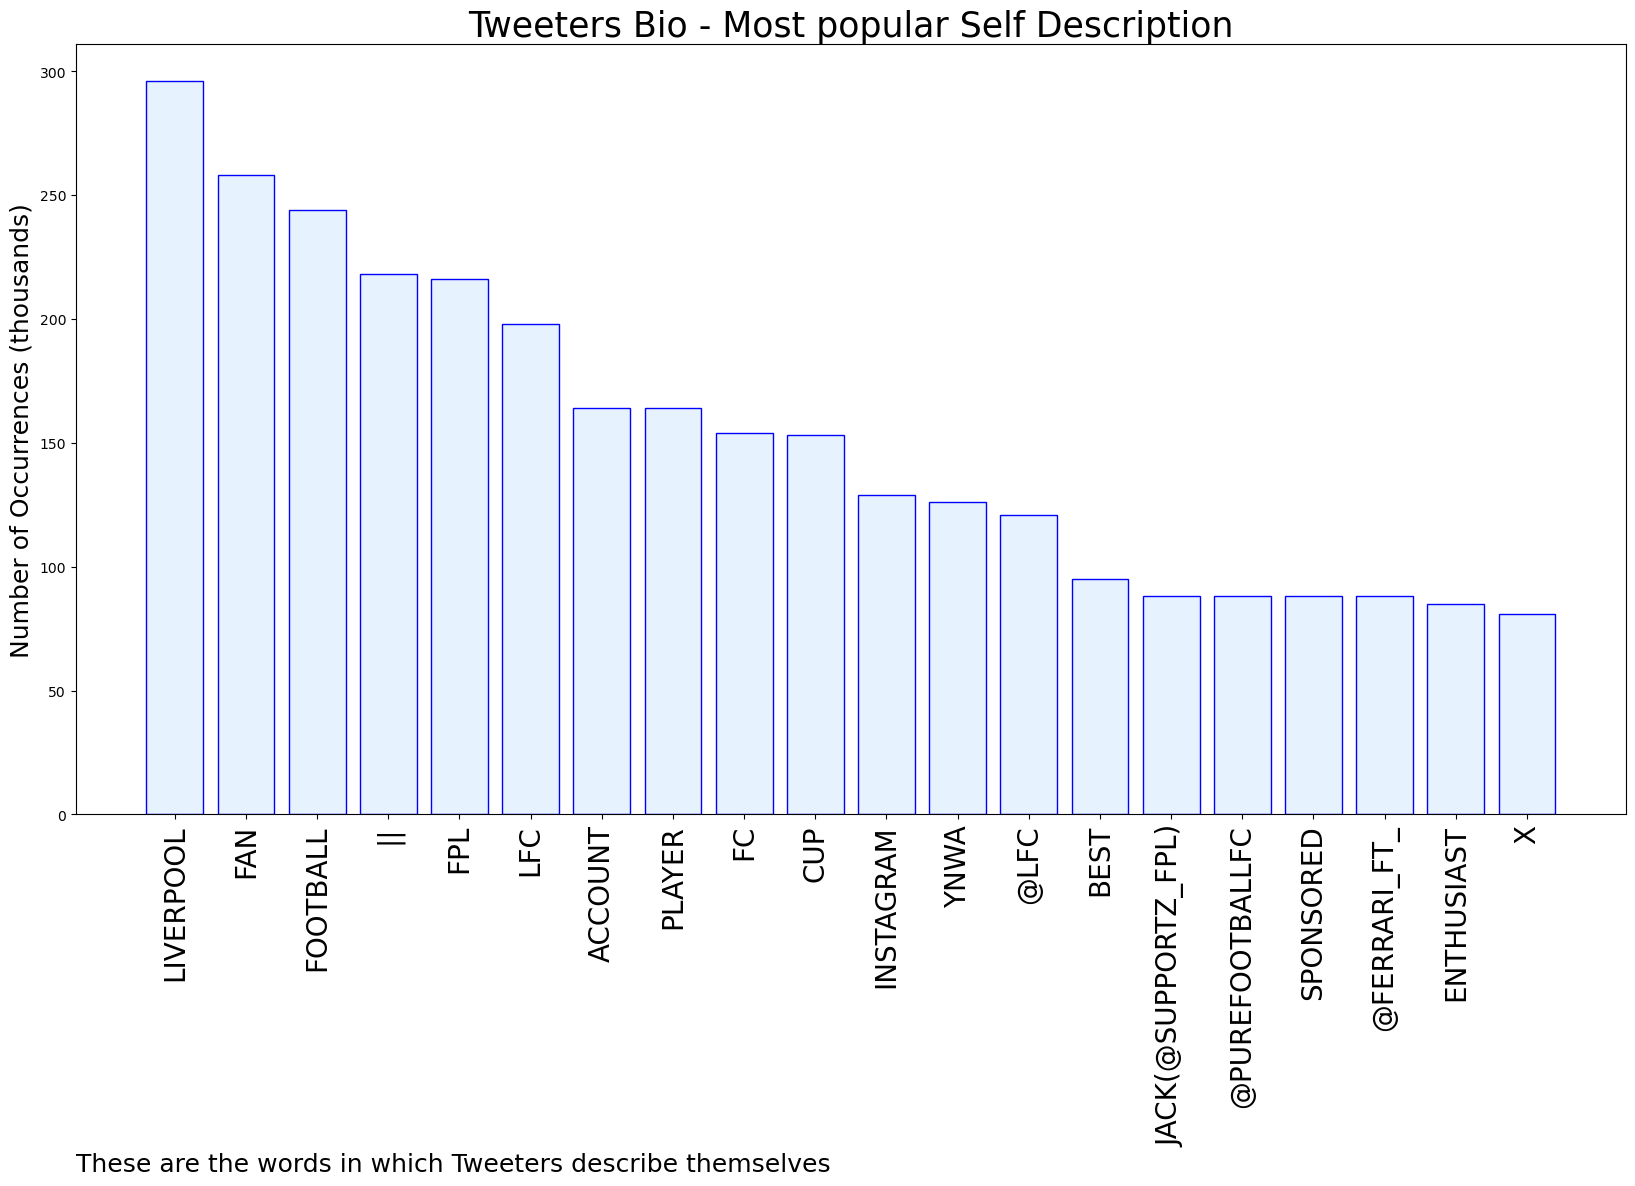 Tweeters Bio - Most popular Self Description
Number of Occurrences (thousands)
300
250
200
150
100
50
0
LIVERPOOL
FAN
FOOTBALL
||
FPL
LFC
ACCOUNT
PLAYER
FC
CUP
INSTAGRAM
YNWA
@LFC
BEST
JACK(@SUPPORTZ_FPL)
@PUREFOOTBALLLFC
SPONSORED
@FERRARI_FT_
ENTHUSIAST
X
These are the words in which Tweeters describe themselves